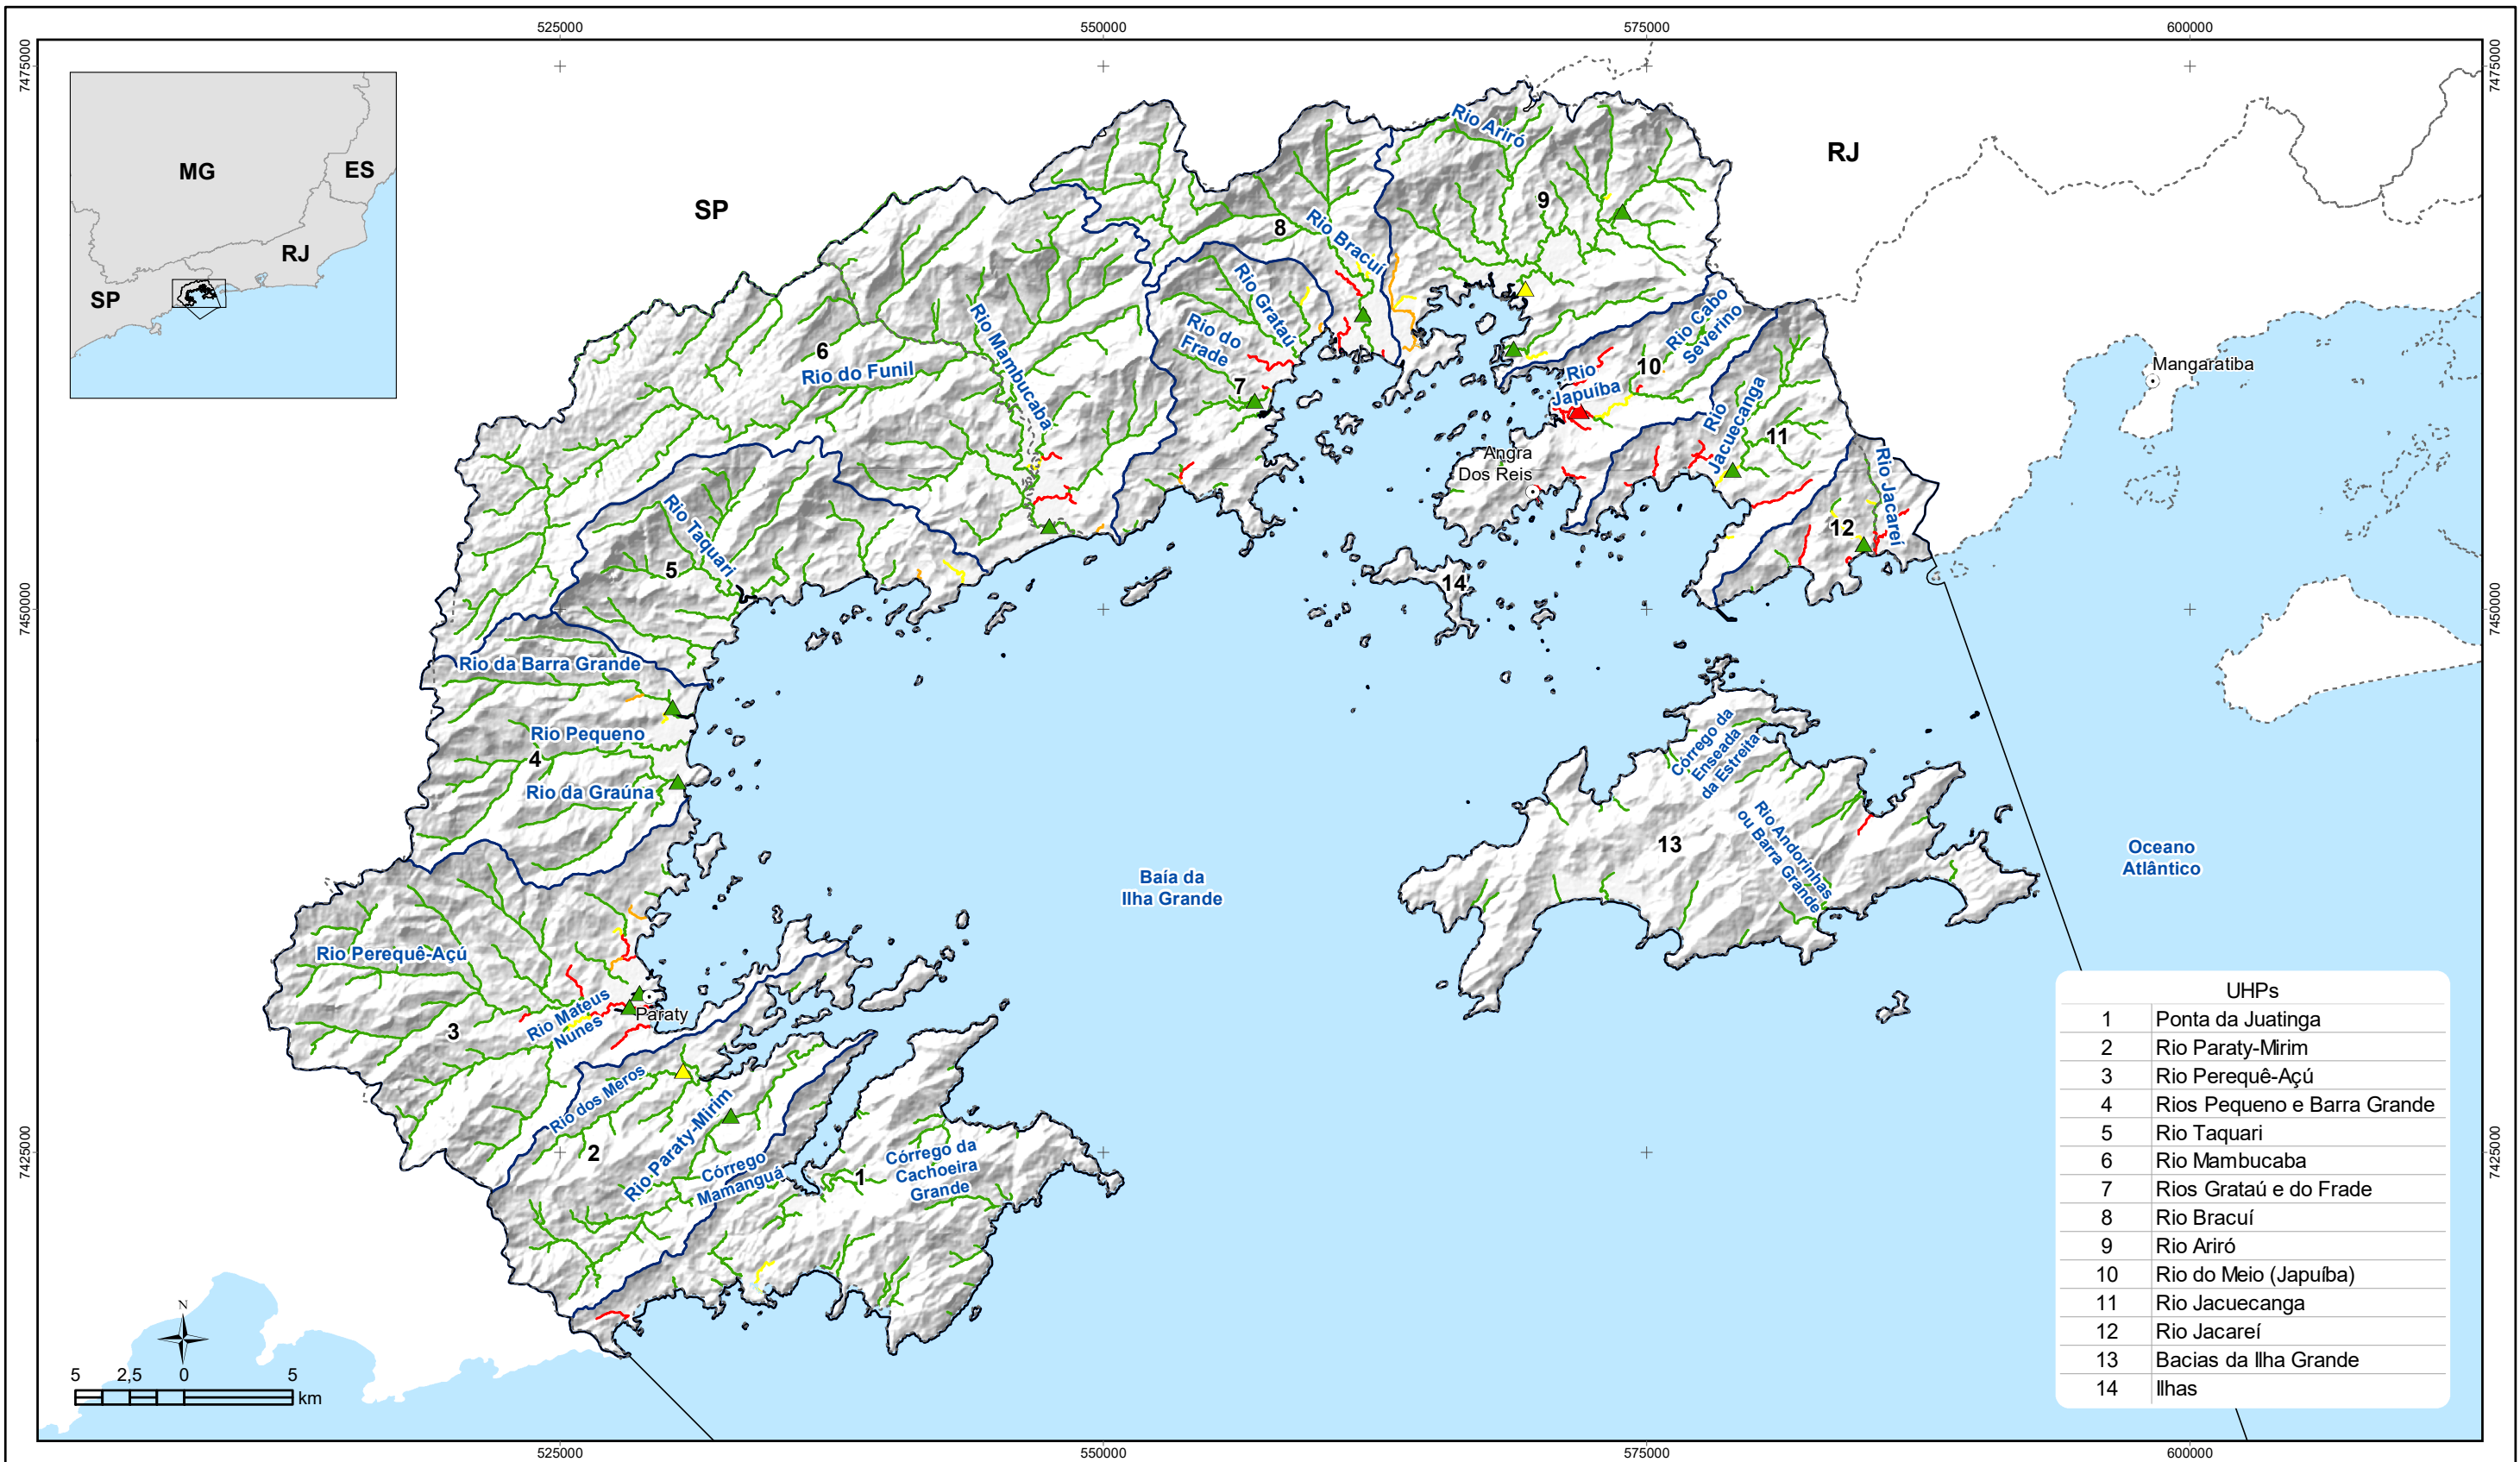 525000
550000
575000
600000
7475000
7475000
MG
ES
RJ
SP
SP
RJ
Rio Ariró
9
8
Rio Bracuí
Rio Grataú
Rio do
Frade
7
Rio Mambucaba
6
Rio do Funil
Rio Cabo
Severino
10
Rio
Japuíba
Rio
Jacuecanga
11
Mangaratiba
Angra
Dos Reis
Rio Jacareí
12
Rio Taquari
5
14
7450000
7450000
Rio da Barra Grande
Rio Pequeno
4
Rio da Graúna
Córrego da
Enseada
da Estreita
Rio Andorinhas
ou Barra Grande
13
Baía da
Ilha Grande
Oceano
Atlântico
Rio Perequê-Açú
Rio Mateus
Nunes
3
Paraty
Rio dos Meros
2
Rio Paraty-Mirim
Córrego
Mamanguá
1
Córrego da
Cachoeira
Grande
7425000
7425000
UHPs
1 Ponta da Juatinga
2 Rio Paraty-Mirim
3 Rio Perequê-Açú
4 Rios Pequeno e Barra Grande
5 Rio Taquari
6 Rio Mambucaba
7 Rios Grataú e do Frade
8 Rio Bracuí
9 Rio Ariró
10 Rio do Meio (Japuíba)
11 Rio Jacuecanga
12 Rio Jacareí
13 Bacias da Ilha Grande
14 Ilhas
N
5 2,5 0 5
km
525000
550000
575000
600000